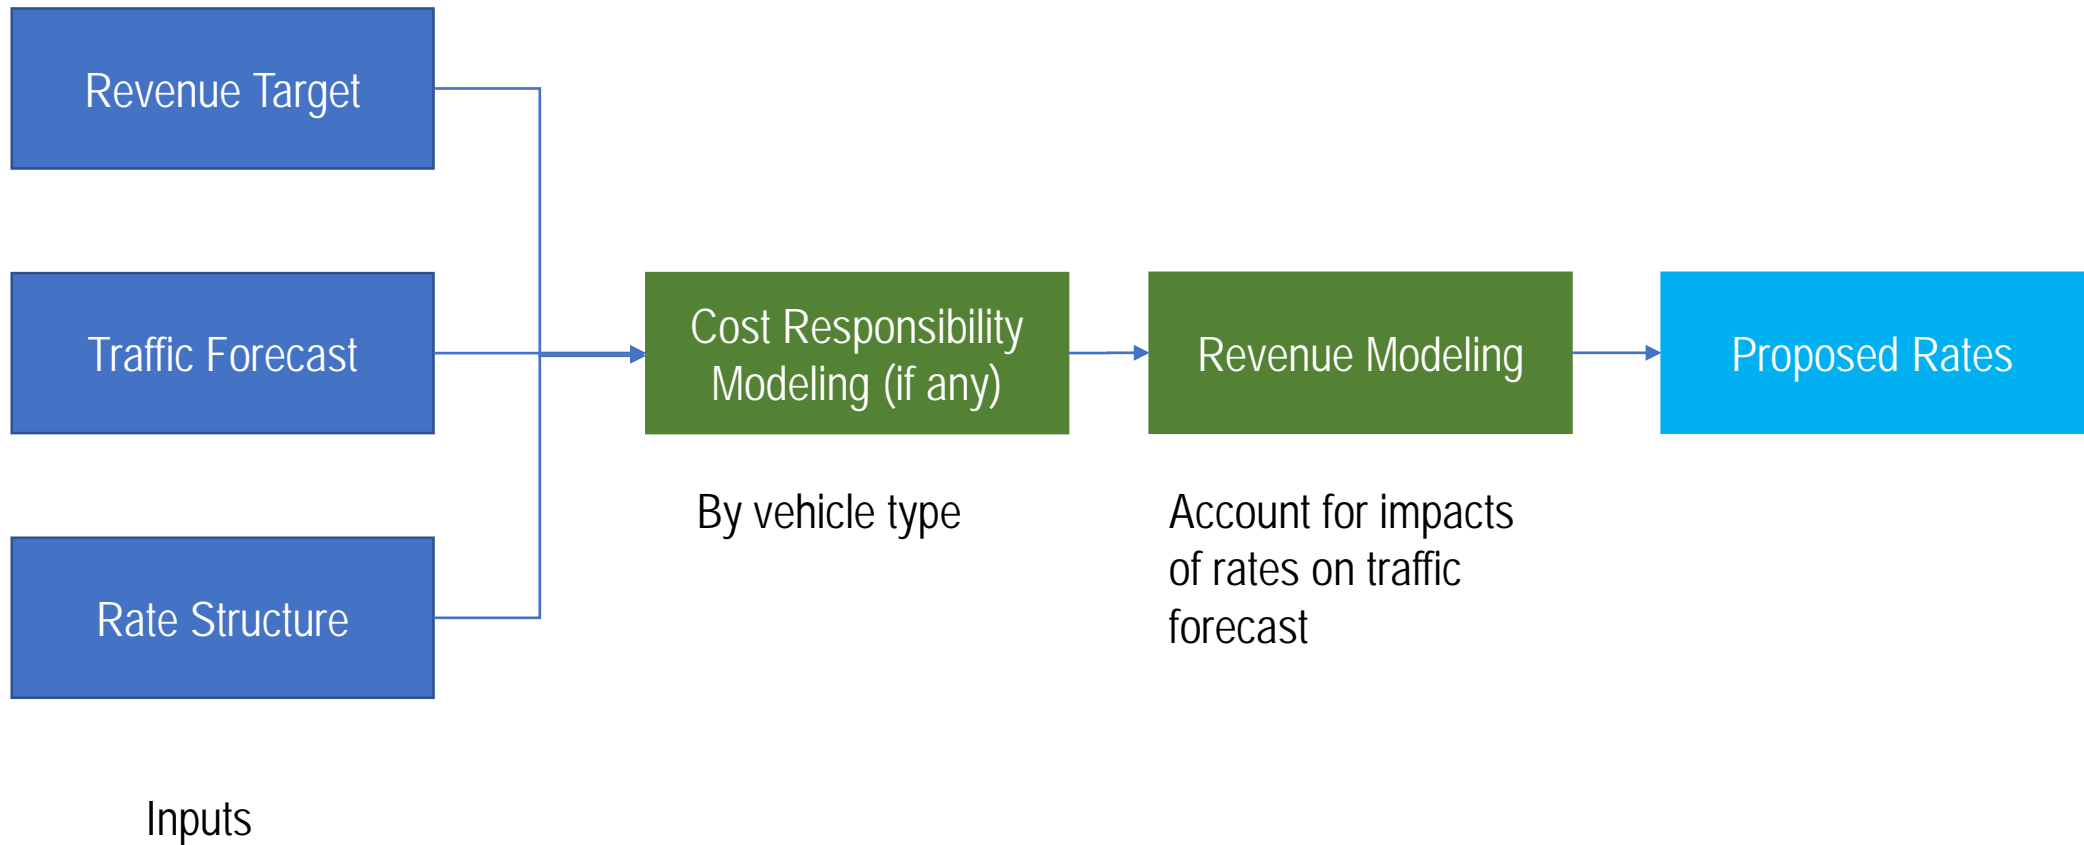 Revenue Target
Traffic Forecast
Rate Structure
Inputs
Cost Responsibility
Modeling (if any)
By vehicle type
Revenue Modeling
Account for impacts
of rates on traffic
forecast
Proposed Rates